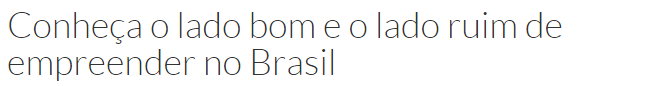 Conheça o lado bom e o lado ruim de
empreender no Brasil